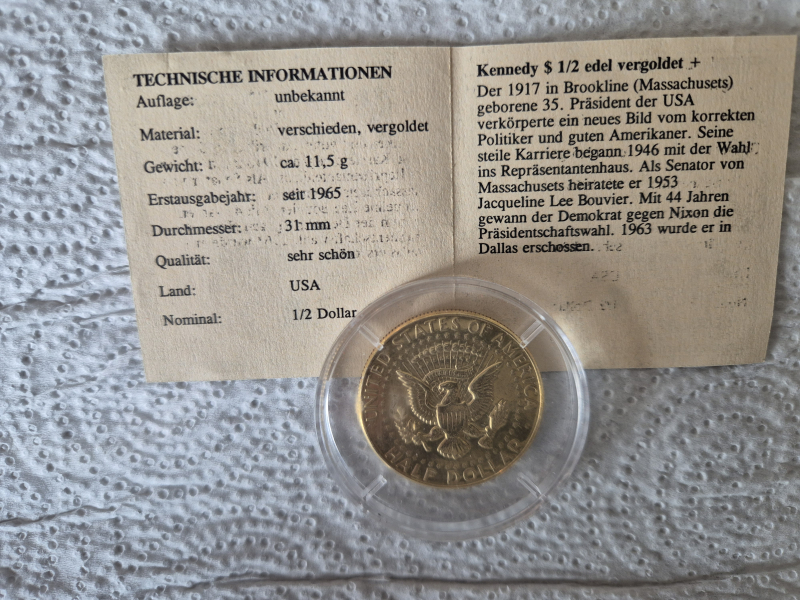 TECHNISCHE INFORMATIONEN
Auflage: unbekannt
Material: verschieden, vergoldet
Gewicht: ca. 11,5 g
Erstausgabejahr: seit 1965
Durchmesser: 31 mm
Qualität: sehr schön
Land: USA
Nominal: 1/2 Dollar
Kennedy $ 1/2 edel vergoldet +
Der 1917 in Brookline (Massachusets)
geborene 35. Präsident der USA
verkörperte ein neues Bild vom korrekten
Politiker und guten Amerikaner. Seine
steile Karriere begann 1946 mit der Wahl
ins Repräsentantenhaus. Als Senator von
Massachusets heiratete er 1953
Jacqueline Lee Bouvier. Mit 44 Jahren
gewann der Demokrat gegen Nixon die
Präsidentschaftswahl. 1963 wurde er in
Dallas erschossen.
UNITED STATES OF AMERICA
HALF DOLLAR